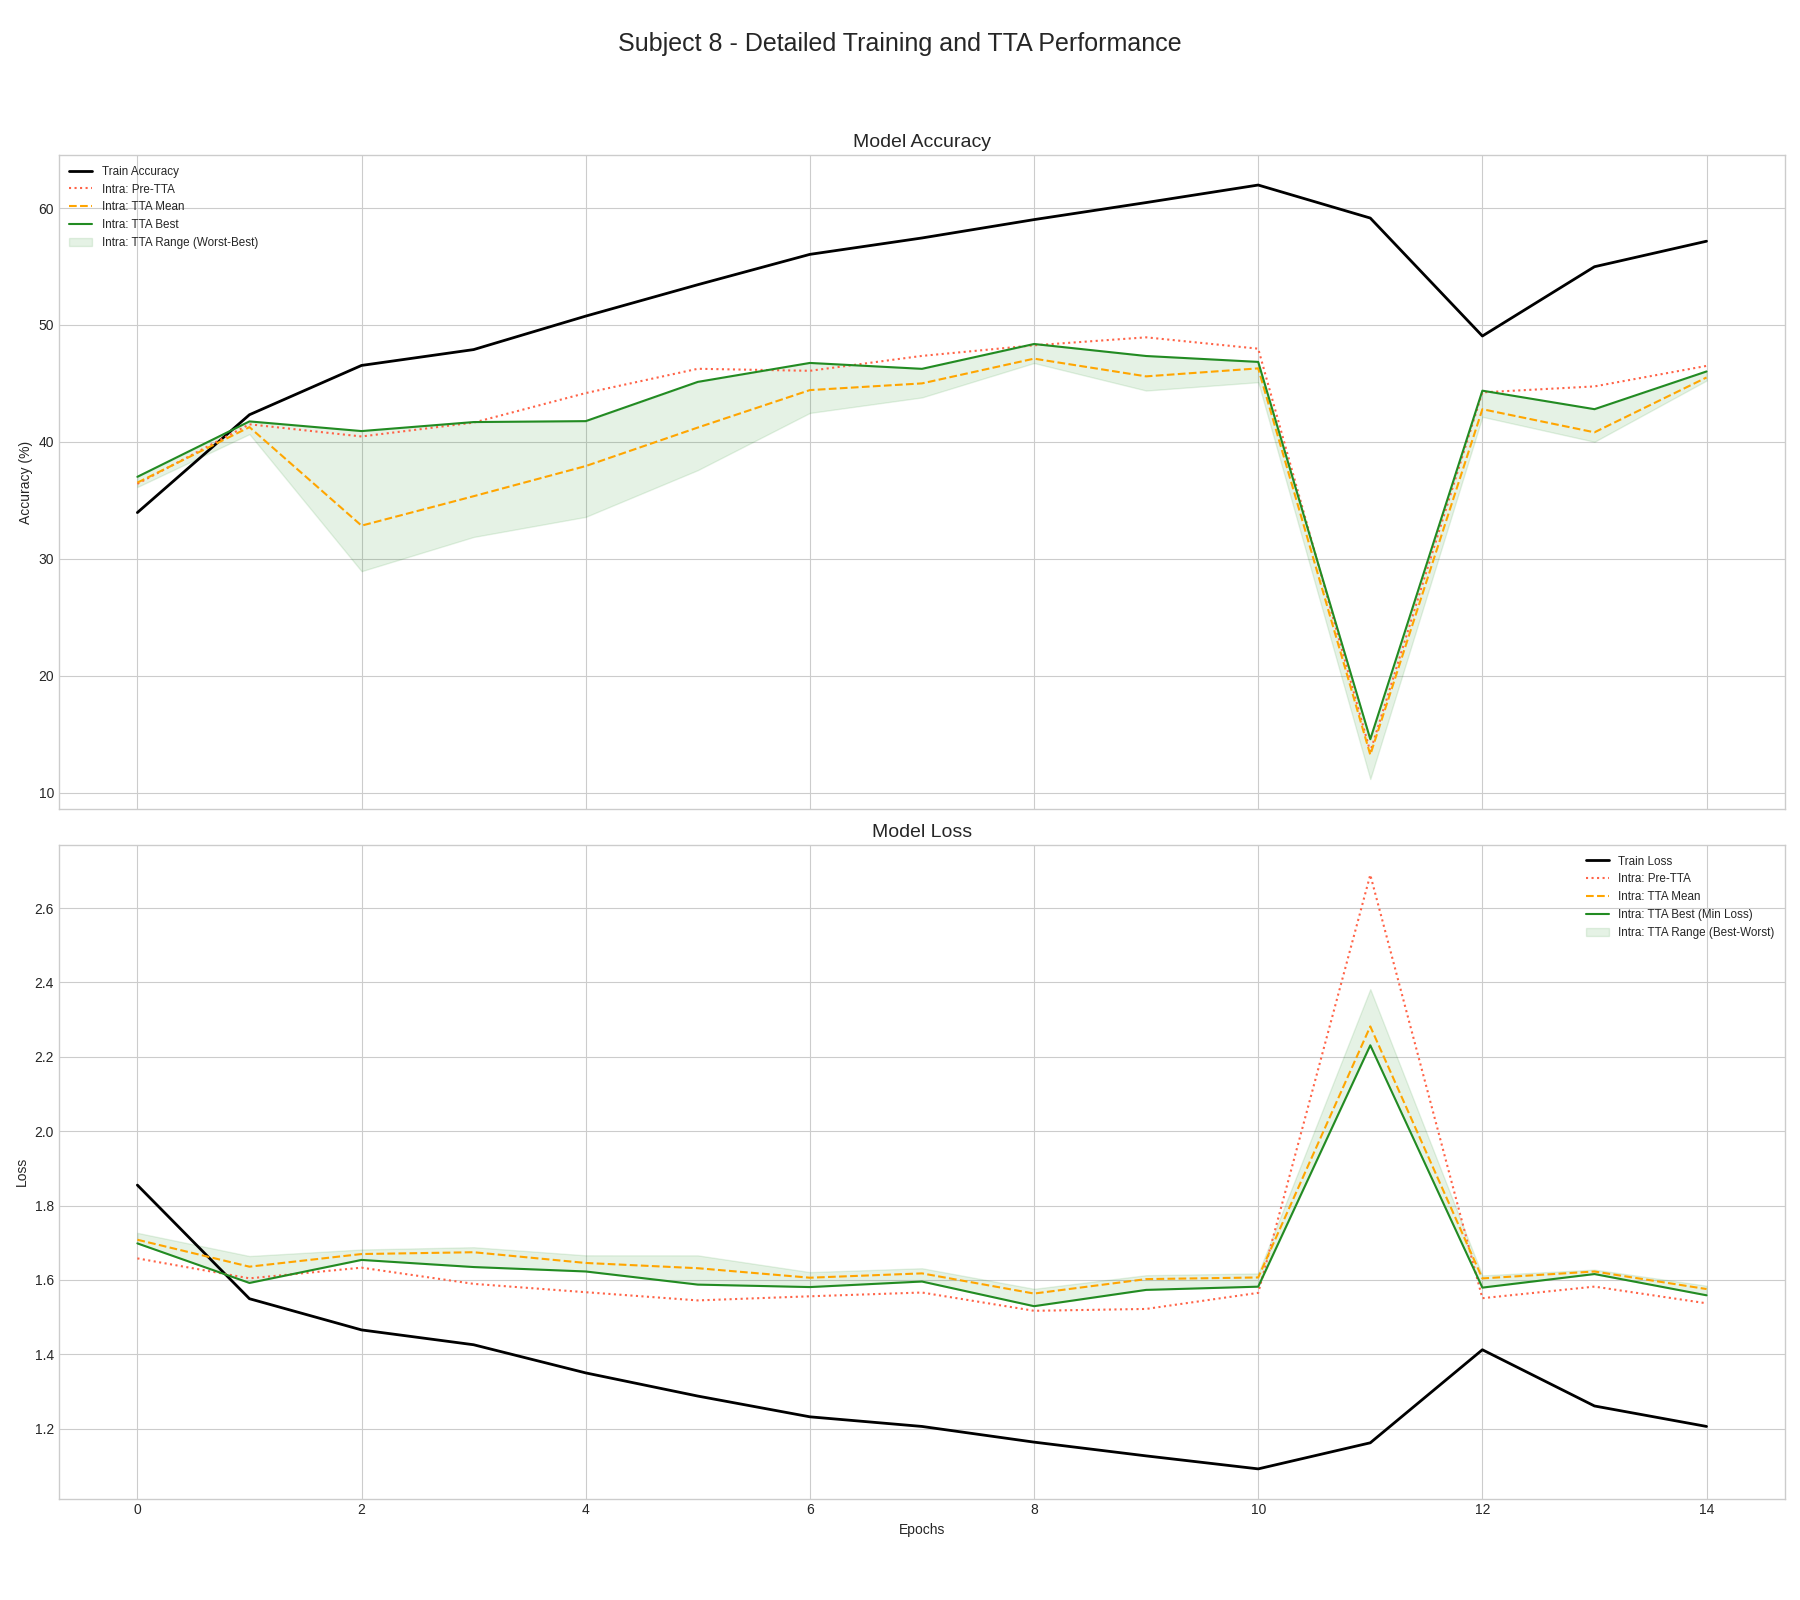 Subject 8 - Detailed Training and TTA Performance
Model Accuracy
Train Accuracy
Intra: Pre-TTA
Intra: TTA Mean
Intra: TTA Best
Intra: TTA Range (Worst-Best)
60
50
40
30
20
10
Accuracy (%)
Model Loss
Train Loss
Intra: Pre-TTA
Intra: TTA Mean
Intra: TTA Best (Min Loss)
Intra: TTA Range (Best-Worst)
2.6
2.4
2.2
2.0
1.8
1.6
1.4
1.2
Loss
0 2 4 6 8 10 12 14
Epochs